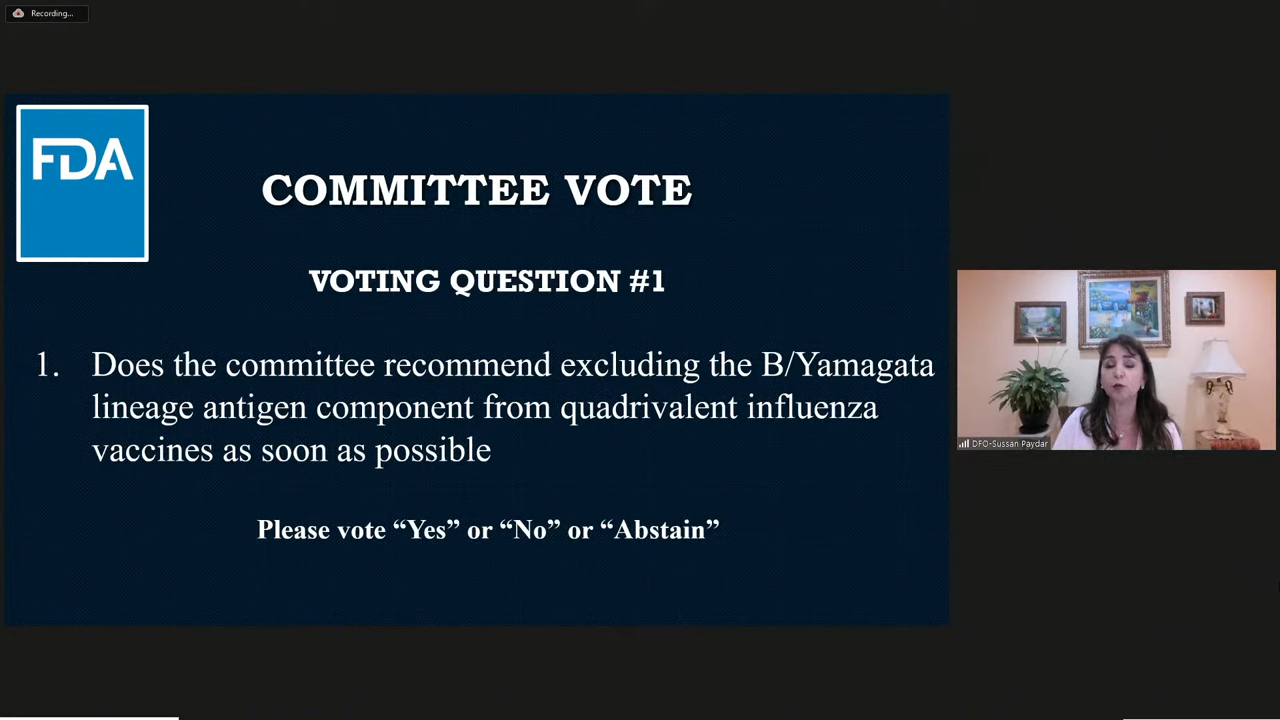 Recording...
FDA
COMMITTEE VOTE
VOTING QUESTION #1
1. Does the committee recommend excluding the B/Yamagata
lineage antigen component from quadrivalent influenza
vaccines as soon as possible
Please vote “Yes” or “No” or “Abstain”
DFO-Sussan Paydar